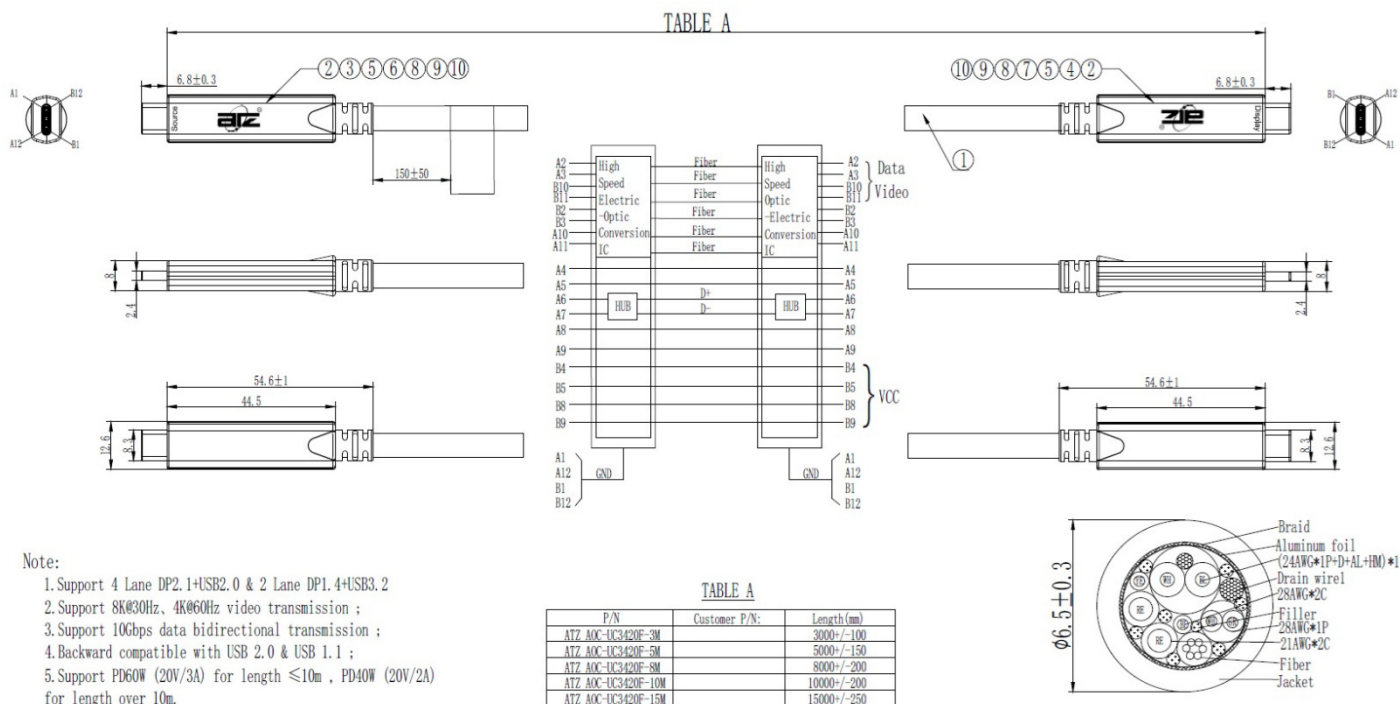 TABLE A
6.8±0.3
②③⑤⑥⑧⑨⑩
⑩⑨⑧⑦⑤④②
6.8±0.3
A1
B12
A12
B1
Source
ATZ
®
ATZ
®
Display
B1
A12
B12
A1
150±50
①
A2
A3
B10
B11
B2
B3
A10
A11
High
Speed
Electric
-Optic
Conversion
IC
Fiber
Fiber
Fiber
Fiber
Fiber
Fiber
High
Speed
Optic
-Electric
Conversion
IC
A2
A3
B10
B11
B2
B3
A10
A11
Data
Video
8
2.4
A4
A5
A6
A7
A8
A9
B4
B5
B8
B9
HUB
D+
D-
HUB
A4
A5
A6
A7
A8
A9
B4
B5
B8
B9
VCC
8
2.4
54.6±1
44.5
12.6
8.3
A1
A12
B1
B12
GND
GND
A1
A12
B1
B12
54.6±1
44.5
8.3
12.6
Note:
1.Support 4 Lane DP2.1+USB2.0 & 2 Lane DP1.4+USB3.2
2.Support 8K@30Hz、4K@60Hz video transmission ;
3.Support 10Gbps data bidirectional transmission ;
4.Backward compatible with USB 2.0 & USB 1.1 ;
5.Support PD60W (20V/3A) for length ≤10m , PD40W (20V/2A)
for length over 10m.
TABLE A
P/N Customer P/N: Length(mm)
ATZ AOC-UC3420F-3M 3000+/-100
ATZ AOC-UC3420F-5M 5000+/-150
ATZ AOC-UC3420F-8M 8000+/-200
ATZ AOC-UC3420F-10M 10000+/-200
ATZ AOC-UC3420F-15M 15000+/-250
φ6.5±0.3
Braid
Aluminum foil
(24AWG*1P+D+AL+HM)*1
Drain wirel
28AWG*2C
Filler
28AWG*1P
21AWG*2C
Fiber
Jacket
RE
RE
WH